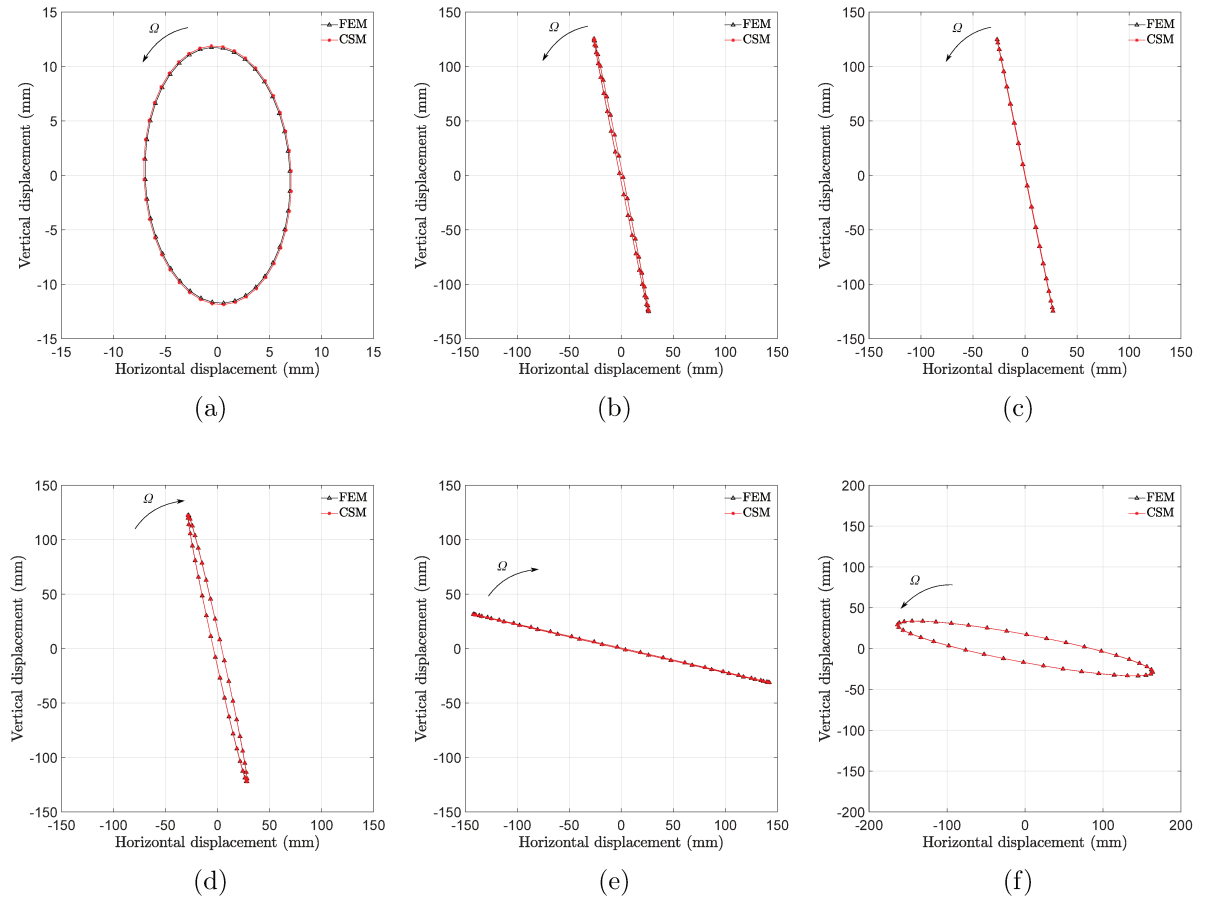 15
10
5
0
-5
-10
-15
-15 -10 -5 0 5 10 15
Vertical displacement (mm)
Horizontal displacement (mm)
Ω
FEM
CSM
(a)
150
100
50
0
-50
-100
-150
-150 -100 -50 0 50 100 150
Vertical displacement (mm)
Horizontal displacement (mm)
Ω
FEM
CSM
(b)
150
100
50
0
-50
-100
-150
-150 -100 -50 0 50 100 150
Vertical displacement (mm)
Horizontal displacement (mm)
Ω
FEM
CSM
(c)
150
100
50
0
-50
-100
-150
-150 -100 -50 0 50 100 150
Vertical displacement (mm)
Horizontal displacement (mm)
Ω
FEM
CSM
(d)
150
100
50
0
-50
-100
-150
-150 -100 -50 0 50 100 150
Vertical displacement (mm)
Horizontal displacement (mm)
Ω
FEM
CSM
(e)
200
150
100
50
0
-50
-100
-150
-200
-200 -100 0 100 200
Vertical displacement (mm)
Horizontal displacement (mm)
Ω
FEM
CSM
(f)